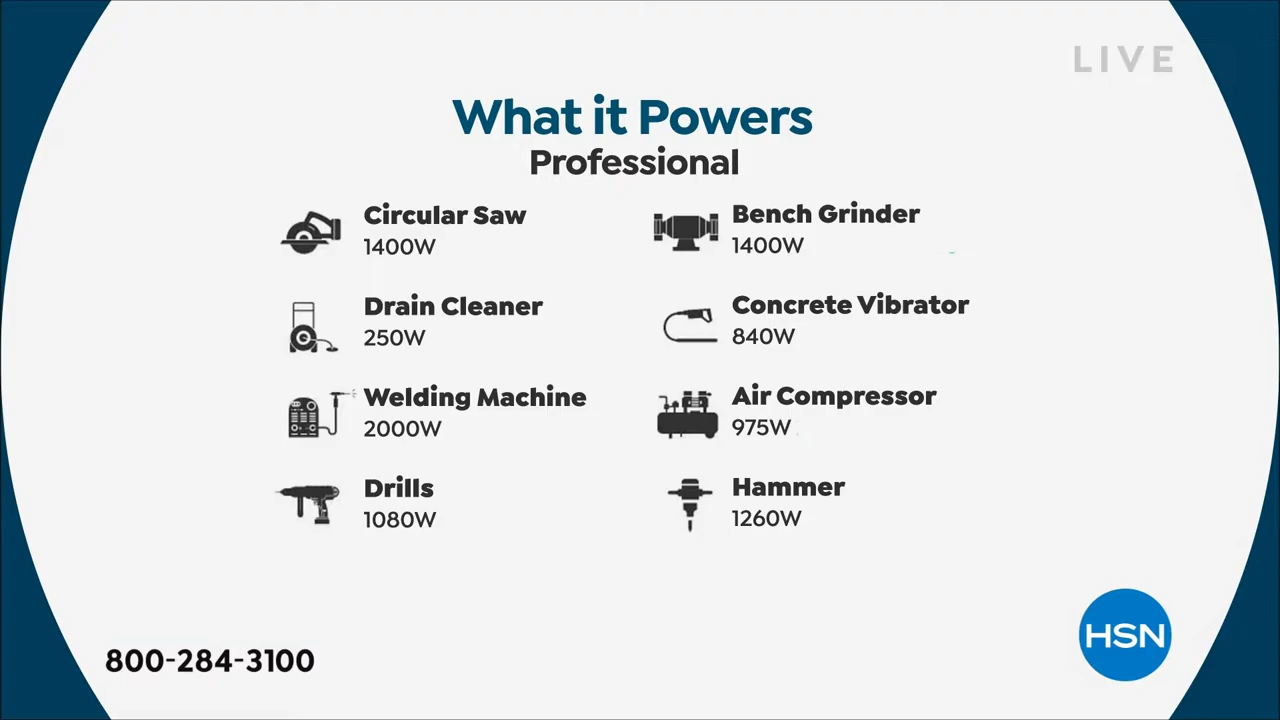 LIVE
What it Powers
Professional
Circular Saw
1400W
Bench Grinder
1400W
Drain Cleaner
250W
Concrete Vibrator
840W
Welding Machine
2000W
Air Compressor
975W
Drills
1080W
Hammer
1260W
800-284-3100
HSN